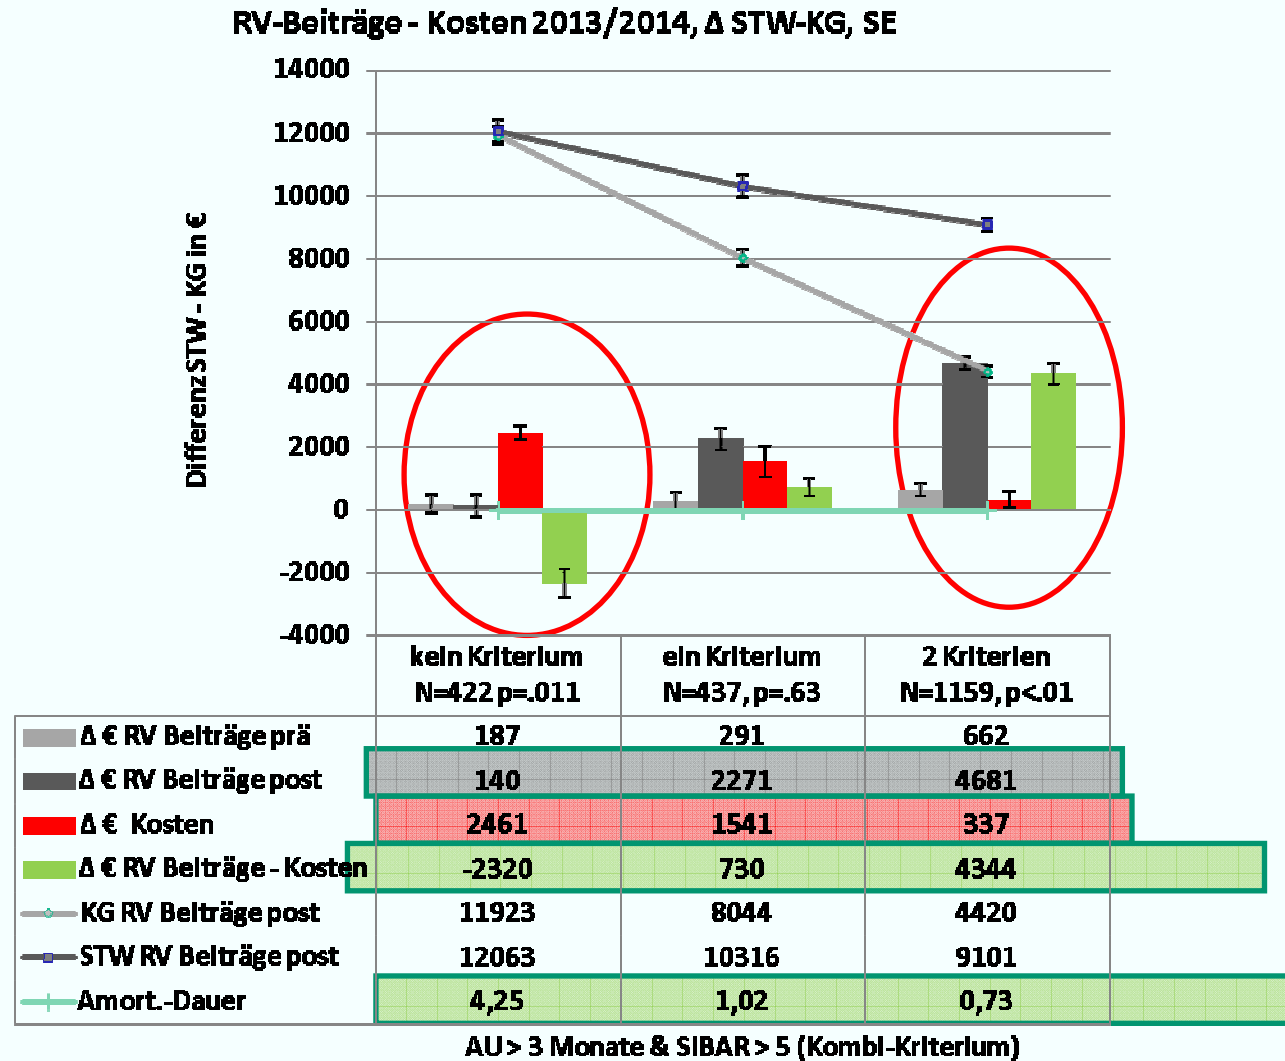 RV-Beiträge - Kosten 2013/2014, Δ STW-KG, SE
14000
12000
10000
8000
6000
4000
2000
0
-2000
-4000
Differenz STW - KG in €
kein Kriterium
N=422 p=.011
ein Kriterium
N=437, p=.63
2 Kriterien
N=1159, p<.01
Δ € RV Beiträge prä 187 291 662
Δ € RV Beiträge post 140 2271 4681
Δ € Kosten 2461 1541 337
Δ € RV Beiträge - Kosten -2320 730 4344
KG RV Beiträge post 11923 8044 4420
STW RV Beiträge post 12063 10316 9101
Amort.-Dauer 4,25 1,02 0,73
AU > 3 Monate & SIBAR > 5 (Kombi-Kriterium)